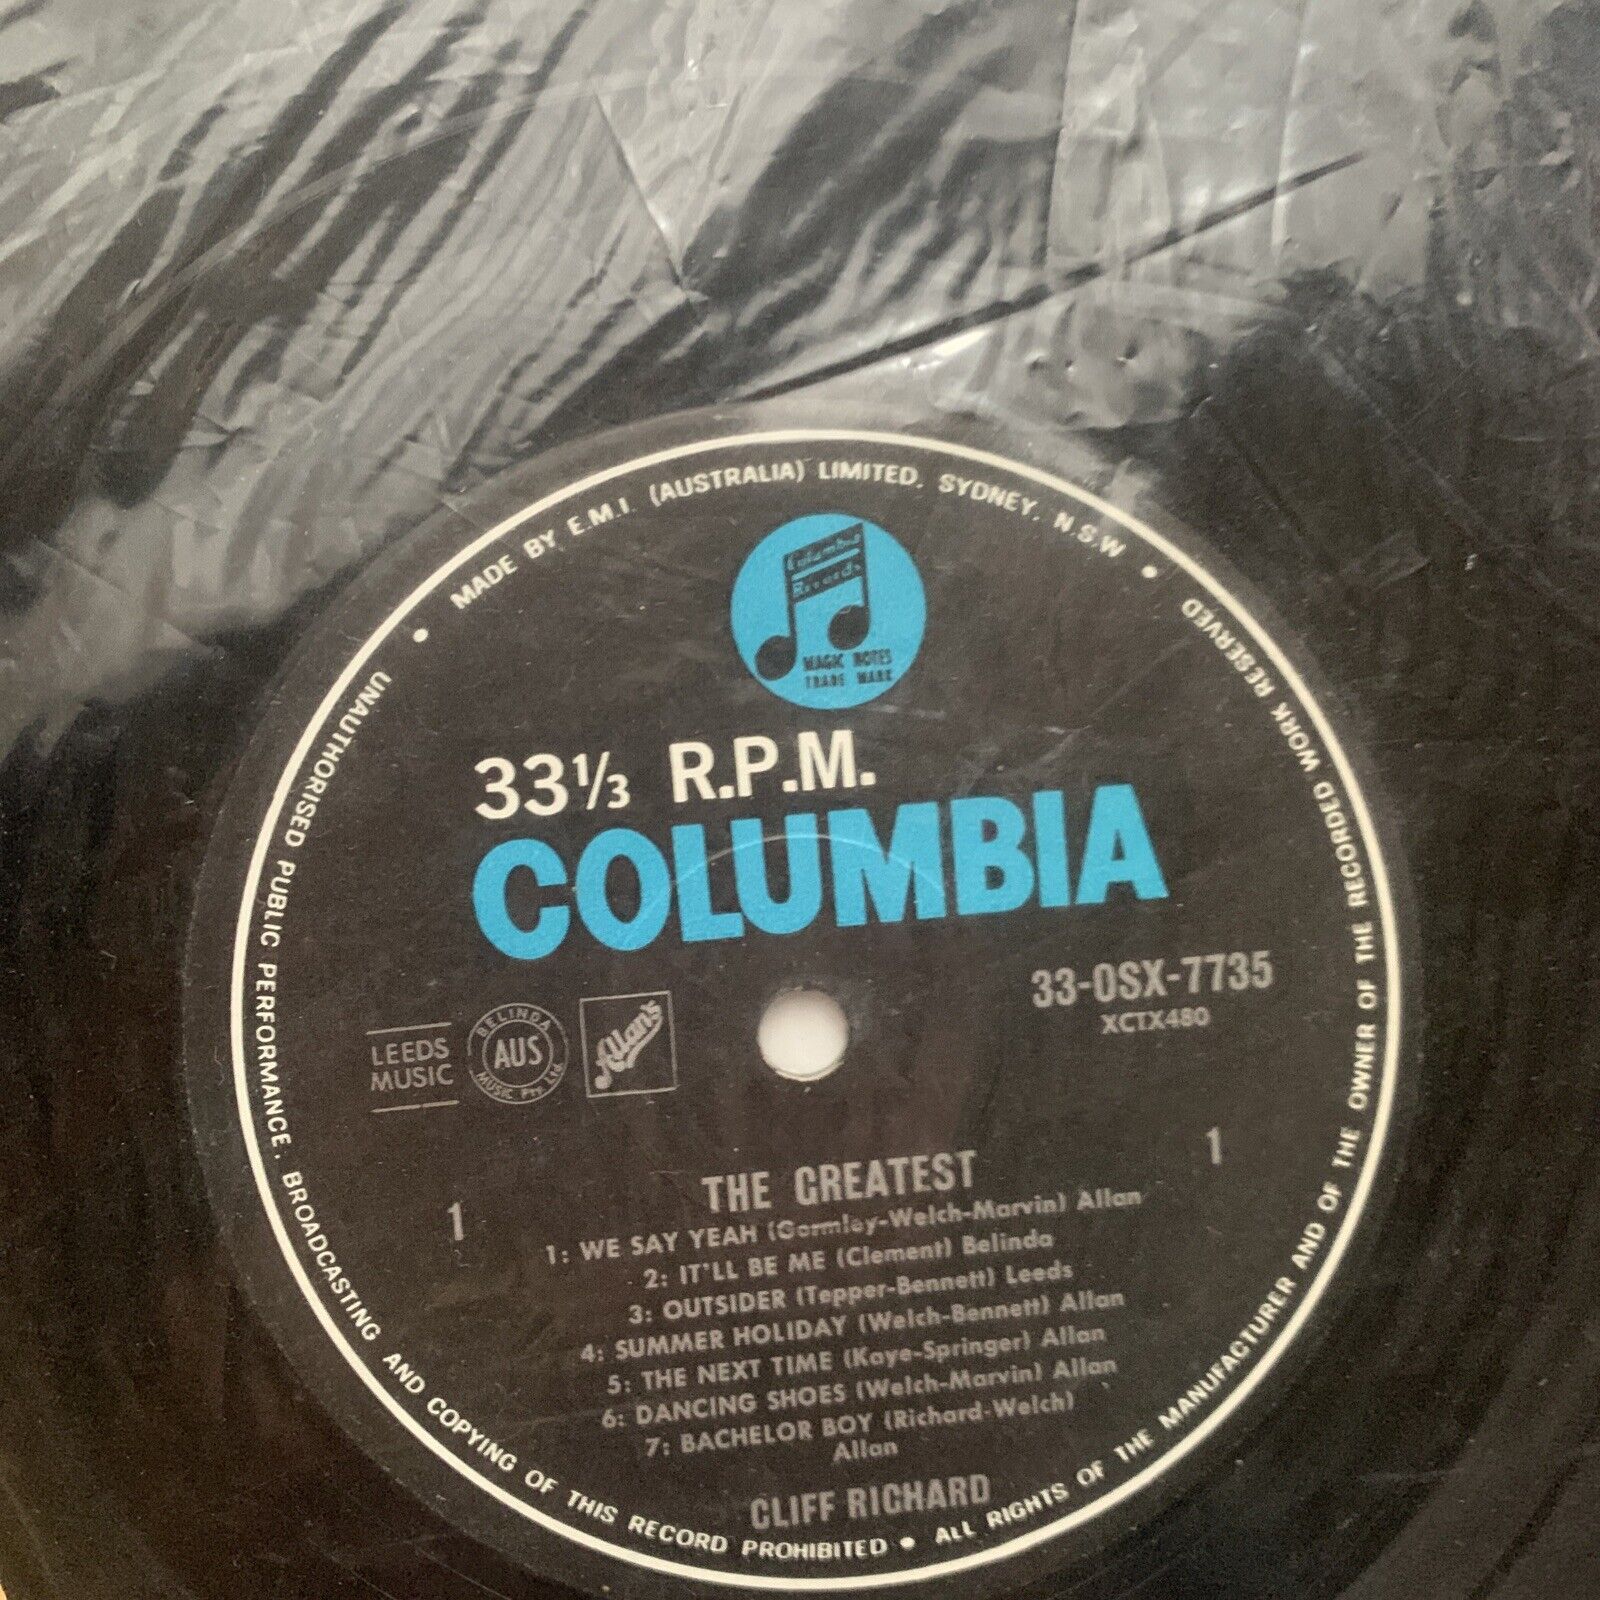 MADE BY E.M.I. (AUSTRALIA) LIMITED, SYDNEY, N.S.W •
Columbia
Records
MAGIC NOTES
TRADE MARK
33⅓ R.P.M.
COLUMBIA
33-OSX-7735
XCTX480
LEEDS
MUSIC
BELINDA
AUS
MUSIC Pty. Ltd.
Allan's
1
1
THE GREATEST
1: WE SAY YEAH (Gormley-Welch-Marvin) Allan
2: IT'LL BE ME (Clement) Belinda
3: OUTSIDER (Tepper-Bennett) Leeds
4: SUMMER HOLIDAY (Welch-Bennett) Allan
5: THE NEXT TIME (Kaye-Springer) Allan
6: DANCING SHOES (Welch-Marvin) Allan
7: BACHELOR BOY (Richard-Welch)
Allan
CLIFF RICHARD
• UNAUTHORISED PUBLIC PERFORMANCE, BROADCASTING AND COPYING OF THIS RECORD PROHIBITED • ALL RIGHTS OF THE MANUFACTURER AND OF THE OWNER OF THE RECORDED WORK RESERVED